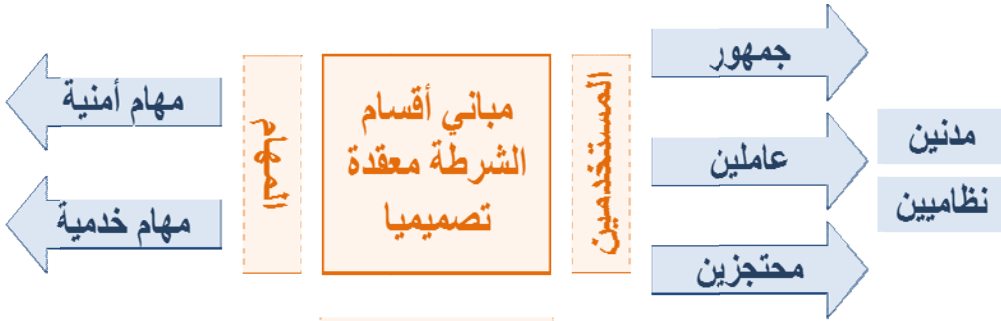 جمهور
عاملين
محتجزين
مدنين
نظاميين
المستخدمين
مباني أقسام
الشرطة معقدة
تصميميا
المهام
مهام أمنية
مهام خدمية